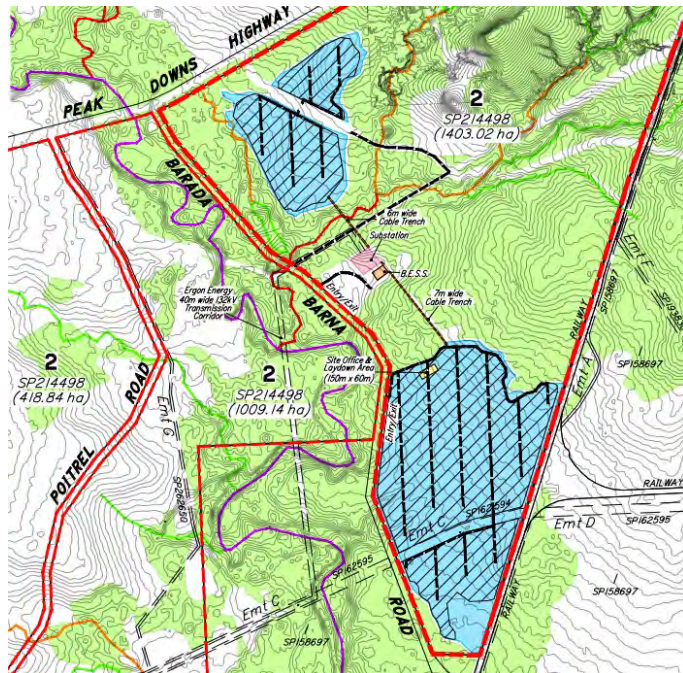 HIGHWAY
DOWNS
PEAK
2
SP214498
(1403.02 ha)
BARADA
6m wide
Cable Trench
Substation
B.E.S.S.
Emt F
SP158697
RAILWAY
Entry/Exit
BARNA
7m wide
Cable Trench
Ergon Energy
40m wide 132kV
Transmission
Corridor
2
SP214498
(418.84 ha)
ROAD
2
SP214498
(1009.14 ha)
Site Office &
Laydown Area
(150m x 60m)
SP158697
Emt A
Entry/Exit
POITREL
Emt G
SP262650
RAILWAY
SP162594
Emt C
Emt D
SP162595
SP162595
Emt C
ROAD
RAILWAY
SP158697
SP158697